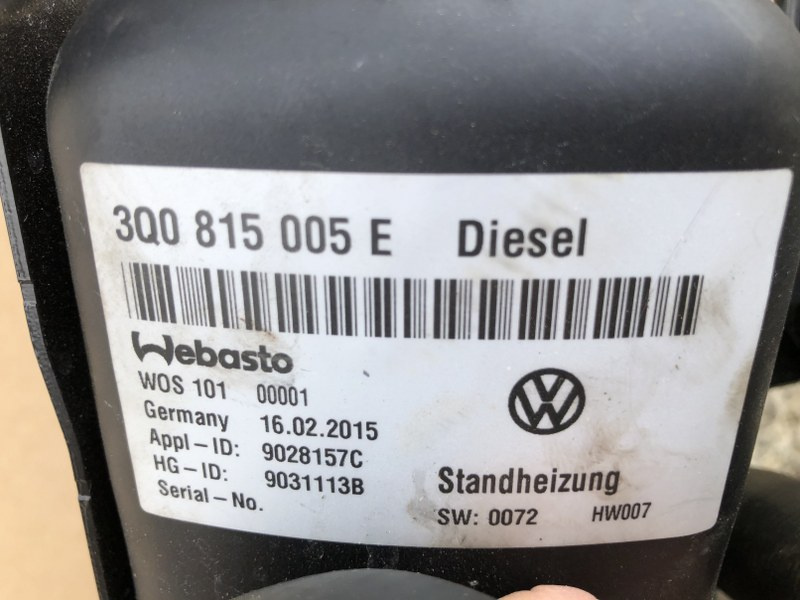 3Q0 815 005 E Diesel
Webasto
WOS 101 00001
Germany 16.02.2015
Appl-ID: 9028157C
HG-ID: 9031113B
Serial-No.
VW
Standheizung
SW: 0072 HW007